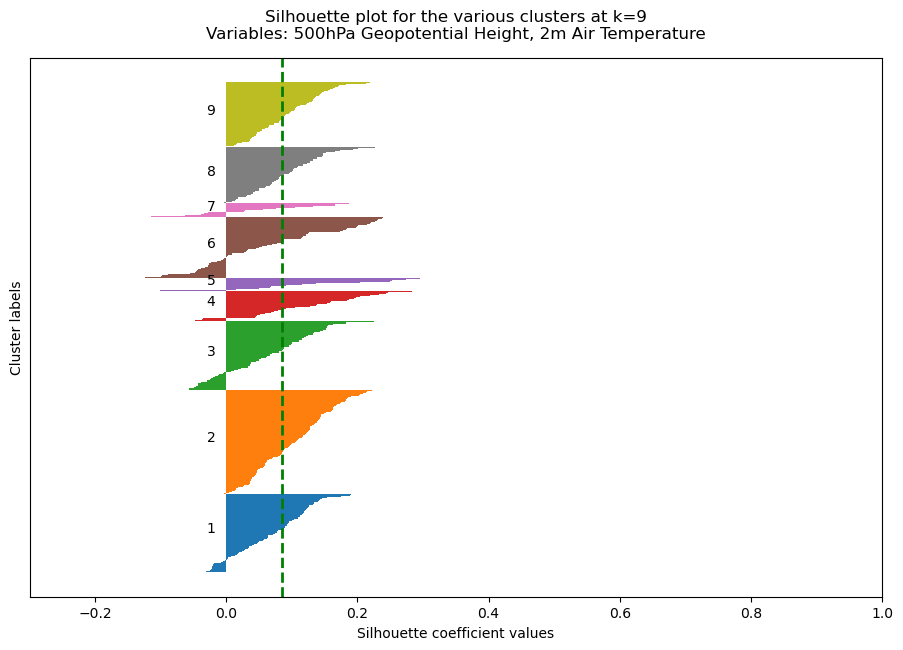 Silhouette plot for the various clusters at k=9
Variables: 500hPa Geopotential Height, 2m Air Temperature
Cluster labels
9
8
7
6
5
4
3
2
1
−0.2 0.0 0.2 0.4 0.6 0.8 1.0
Silhouette coefficient values